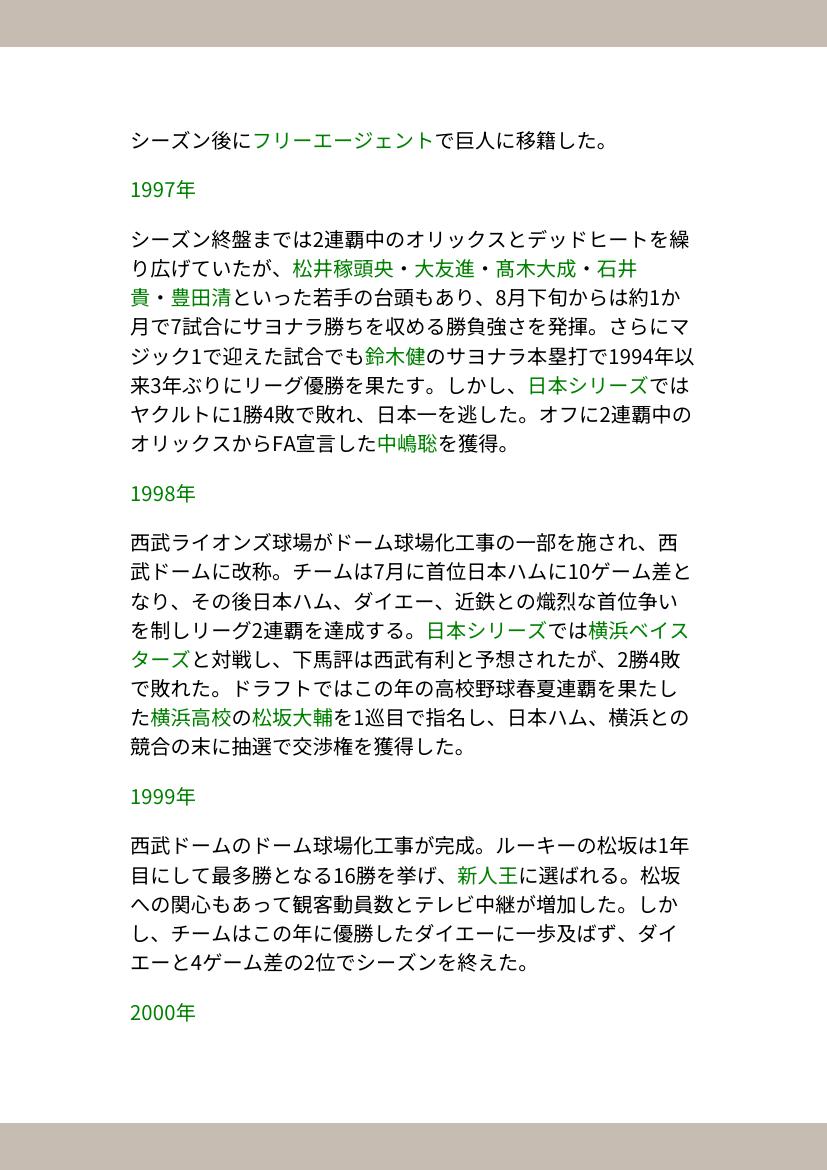 シーズン後にフリーエージェントで巨人に移籍した。
1997年
シーズン終盤までは2連覇中のオリックスとデッドヒートを繰
り広げていたが、松井稼頭央・大友進・髙木大成・石井
貴・豊田清といった若手の台頭もあり、8月下旬からは約1か
月で7試合にサヨナラ勝ちを収める勝負強さを発揮。さらにマ
ジック1で迎えた試合でも鈴木健のサヨナラ本塁打で1994年以
来3年ぶりにリーグ優勝を果たす。しかし、日本シリーズでは
ヤクルトに1勝4敗で敗れ、日本一を逃した。オフに2連覇中の
オリックスからFA宣言した中嶋聡を獲得。
1998年
西武ライオンズ球場がドーム球場化工事の一部を施され、西
武ドームに改称。チームは7月に首位日本ハムに10ゲーム差と
なり、その後日本ハム、ダイエー、近鉄との熾烈な首位争い
を制しリーグ2連覇を達成する。日本シリーズでは横浜ベイス
ターズと対戦し、下馬評は西武有利と予想されたが、2勝4敗
で敗れた。ドラフトではこの年の高校野球春夏連覇を果たし
た横浜高校の松坂大輔を1巡目で指名し、日本ハム、横浜との
競合の末に抽選で交渉権を獲得した。
1999年
西武ドームのドーム球場化工事が完成。ルーキーの松坂は1年
目にして最多勝となる16勝を挙げ、新人王に選ばれる。松坂
への関心もあって観客動員数とテレビ中継が増加した。しか
し、チームはこの年に優勝したダイエーに一歩及ばず、ダイ
エーと4ゲーム差の2位でシーズンを終えた。
2000年